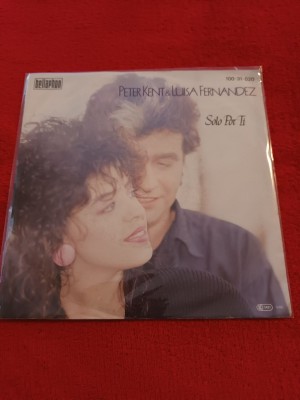 bellaphon
PETER KENT & LUISA FERNANDEZ
Solo Por Ti